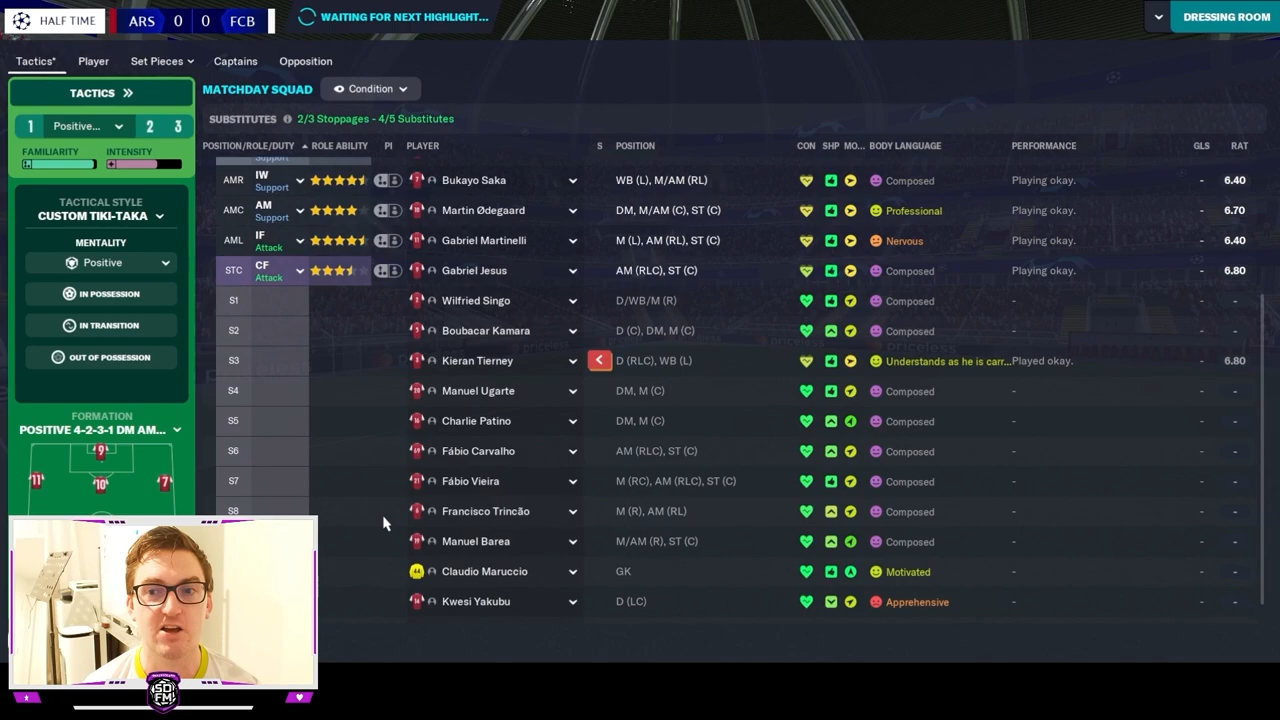 HALF TIME ARS 0 0 FCB WAITING FOR NEXT HIGHLIGHT... DRESSING ROOM
Tactics* Player Set Pieces Captains Opposition
TACTICS MATCHDAY SQUAD Condition
1 Positive... 2 3 SUBSTITUTES 2/3 Stoppages - 4/5 Substitutes
FAMILIARITY INTENSITY POSITION/ROLE/DUTY ROLE ABILITY PI PLAYER S POSITION CON SHP MO... BODY LANGUAGE PERFORMANCE GLS RAT
Support
AMR IW Support Bukayo Saka WB (L), M/AM (RL) Composed Playing okay. - 6.40
AMC AM Support Martin Ødegaard DM, M/AM (C), ST (C) Professional Playing okay. - 6.70
AML IF Attack Gabriel Martinelli M (L), AM (RL), ST (C) Nervous Playing okay. - 6.40
STC CF Attack Gabriel Jesus AM (RLC), ST (C) Composed Playing okay. - 6.80
S1 Wilfried Singo D/WB/M (R) Composed - - -
S2 Boubacar Kamara D (C), DM, M (C) Composed - - -
S3 Kieran Tierney D (RLC), WB (L) Understands as he is carr... Played okay. - 6.80
S4 Manuel Ugarte DM, M (C) Composed - - -
S5 Charlie Patino DM, M (C) Composed - - -
S6 Fábio Carvalho AM (RLC), ST (C) Composed - - -
S7 Fábio Vieira M (RC), AM (RLC), ST (C) Composed - - -
S8 Francisco Trincão M (R), AM (RL) Composed - - -
Manuel Barea M/AM (R), ST (C) Composed - - -
Claudio Maruccio GK Motivated - - -
Kwesi Yakubu D (LC) Apprehensive - - -
TACTICAL STYLE
CUSTOM TIKI-TAKA
MENTALITY
Positive
IN POSSESSION
IN TRANSITION
OUT OF POSSESSION
FORMATION
POSITIVE 4-2-3-1 DM AM...
9
11 10 7
SDFM